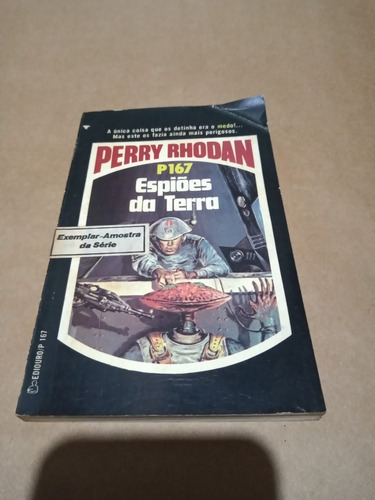 A única coisa que os detinha era o medo!...
Mas este os fazia ainda mais perigosos.
PERRY RHODAN
P167
Espiões
da Terra
Exemplar-Amostra
da Série
EDIOURO/P 167